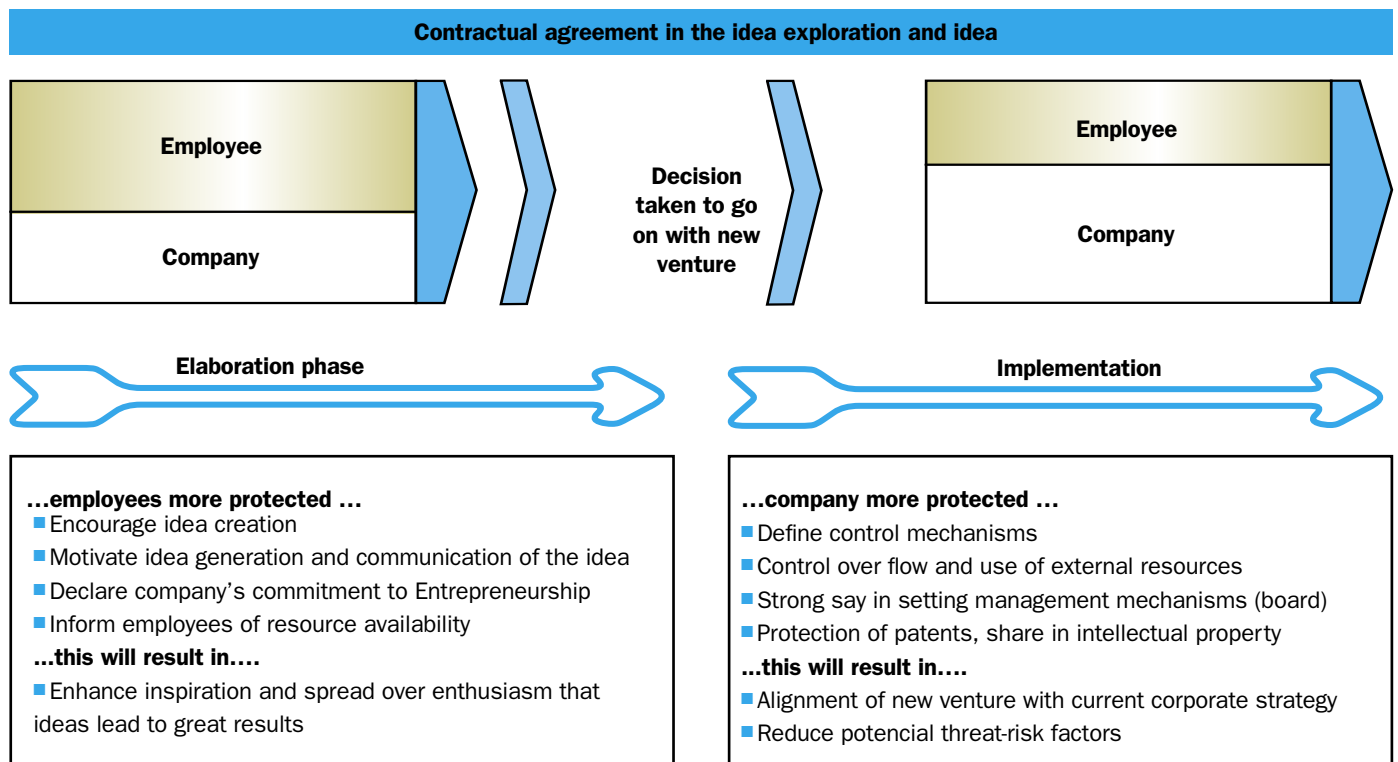 Contractual agreement in the idea exploration and idea
Employee
Company
Decision
taken to go
on with new
venture
Employee
Company
Elaboration phase
...employees more protected ...
Encourage idea creation
Motivate idea generation and communication of the idea
Declare company's commitment to Entrepreneurship
Inform employees of resource availability
...this will result in....
Enhance inspiration and spread over enthusiasm that
ideas lead to great results
Implementation
...company more protected ...
Define control mechanisms
Control over flow and use of external resources
Strong say in setting management mechanisms (board)
Protection of patents, share in intellectual property
...this will result in....
Alignment of new venture with current corporate strategy
Reduce potencial threat-risk factors